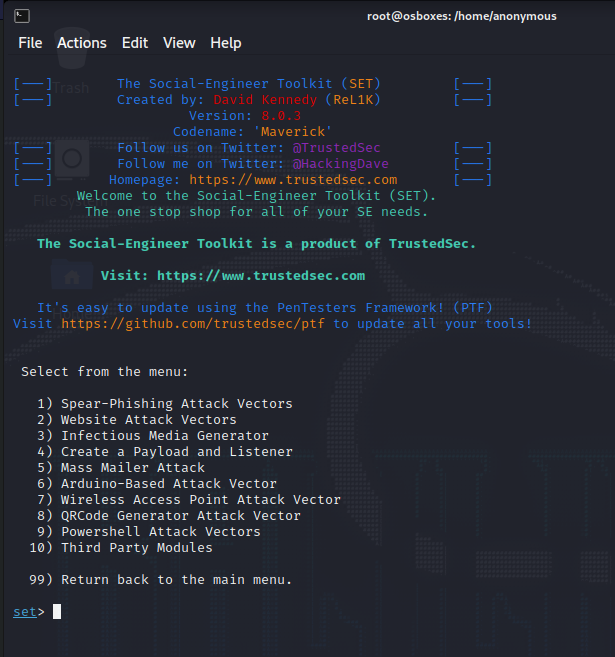 root@osboxes: /home/anonymous
File Actions Edit View Help
[---] The Social-Engineer Toolkit (SET) [---]
[---] Created by: David Kennedy (ReL1K) [---]
Version: 8.0.3
Codename: 'Maverick'
[---] Follow us on Twitter: @TrustedSec [---]
[---] Follow me on Twitter: @HackingDave [---]
[---] Homepage: https://www.trustedsec.com [---]
Welcome to the Social-Engineer Toolkit (SET).
The one stop shop for all of your SE needs.
The Social-Engineer Toolkit is a product of TrustedSec.
Visit: https://www.trustedsec.com
It's easy to update using the PenTesters Framework! (PTF)
Visit https://github.com/trustedsec/ptf to update all your tools!
Select from the menu:
1) Spear-Phishing Attack Vectors
2) Website Attack Vectors
3) Infectious Media Generator
4) Create a Payload and Listener
5) Mass Mailer Attack
6) Arduino-Based Attack Vector
7) Wireless Access Point Attack Vector
8) QRCode Generator Attack Vector
9) Powershell Attack Vectors
10) Third Party Modules
99) Return back to the main menu.
set>
Trash
File System